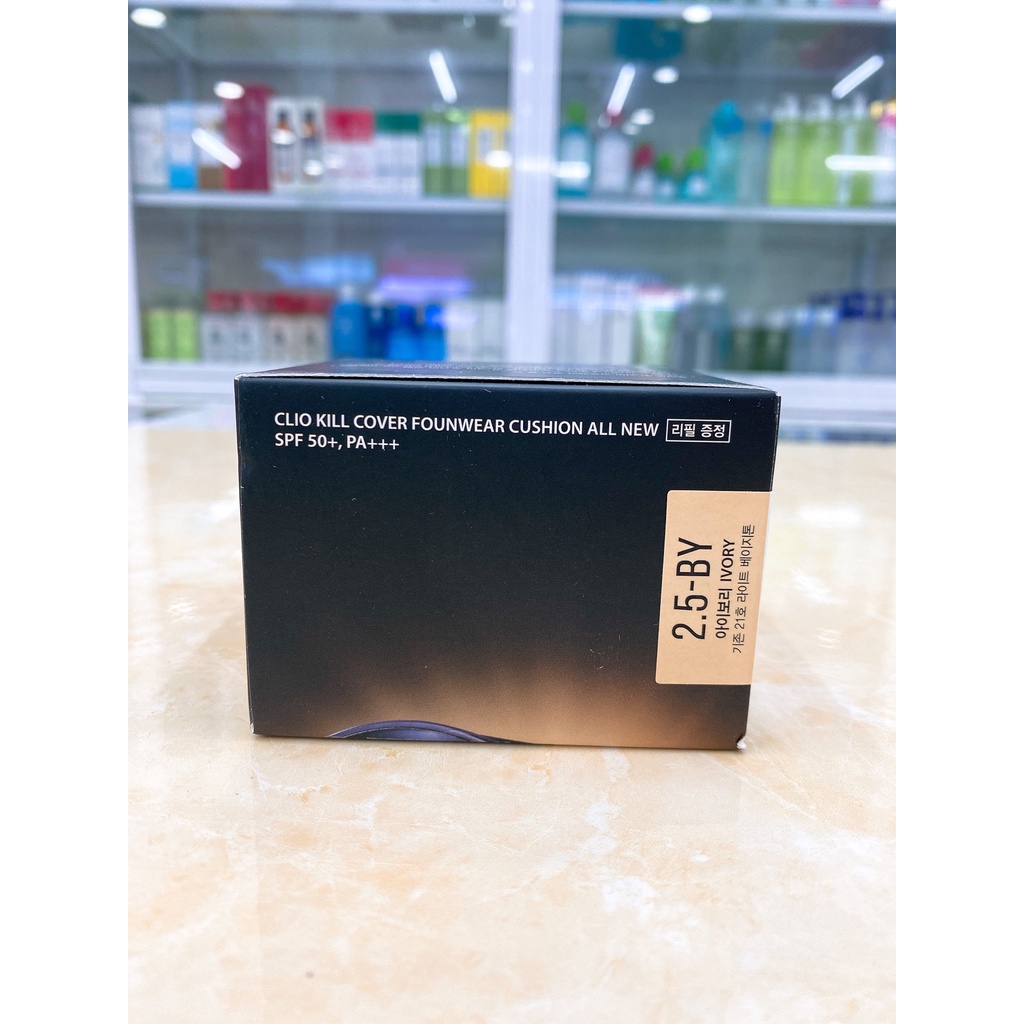 CLIO KILL COVER FOUNWEAR CUSHION ALL NEW 리필 증정
SPF 50+, PA+++
2.5-BY
아이보리 IVORY
기존 21호 라이트 베이지톤